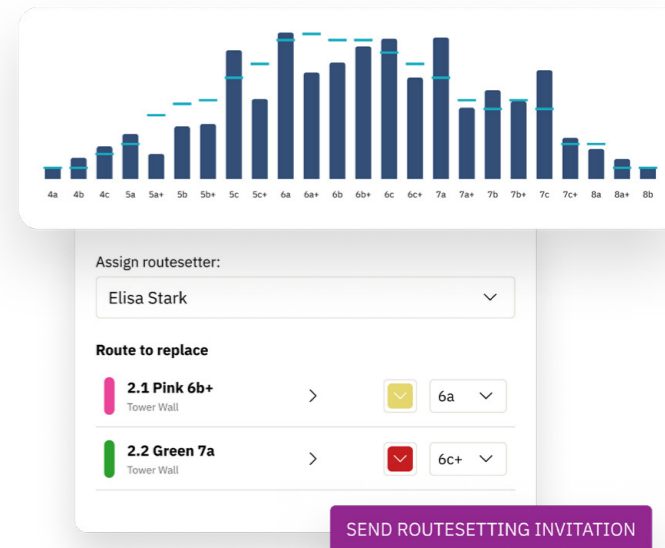 4a 4b 4c 5a 5a+ 5b 5b+ 5c 5c+ 6a 6a+ 6b 6b+ 6c 6c+ 7a 7a+ 7b 7b+ 7c 7c+ 8a 8a+ 8b
Assign routesetter:
Elisa Stark
Route to replace
2.1 Pink 6b+
Tower Wall
6a
2.2 Green 7a
Tower Wall
6c+
SEND ROUTESETTING INVITATION